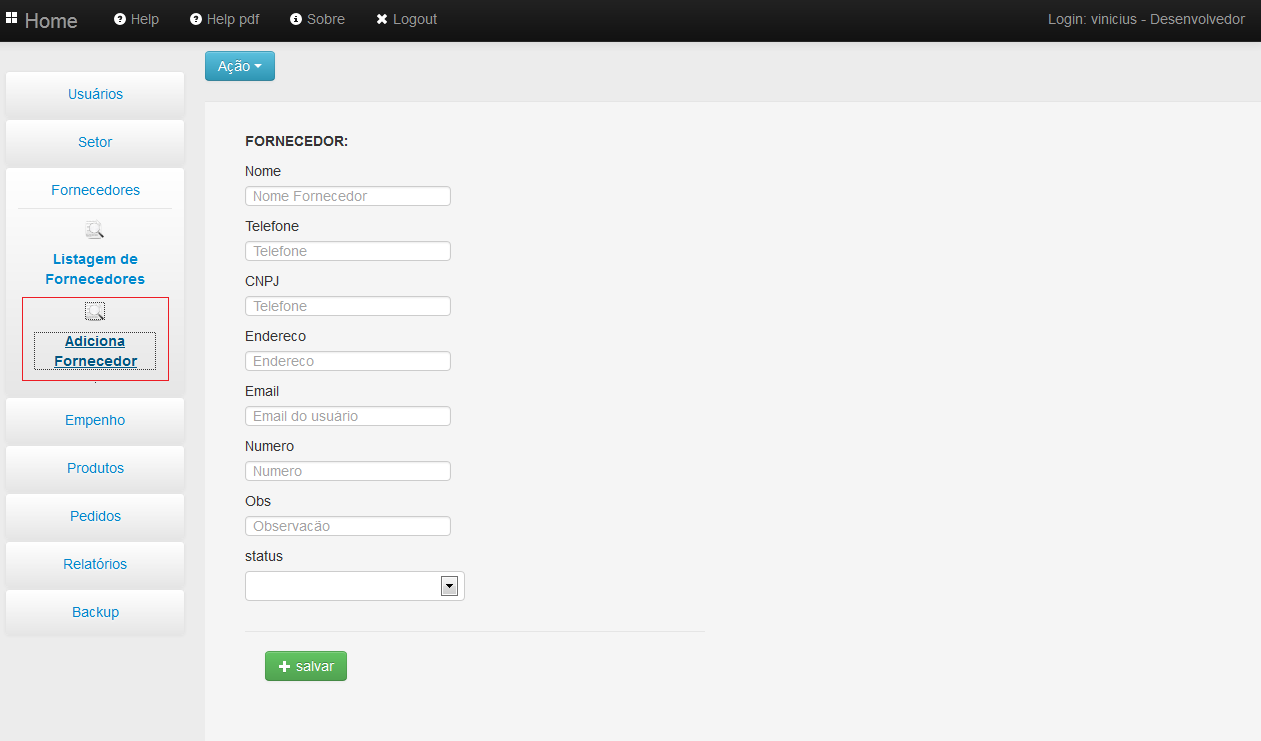 Home Help Help pdf Sobre Logout Login: vinicius - Desenvolvedor
Ação
Usuários
Setor
Fornecedores
Listagem de
Fornecedores
Adiciona
Fornecedor
Empenho
Produtos
Pedidos
Relatórios
Backup
FORNECEDOR:
Nome
Nome Fornecedor
Telefone
Telefone
CNPJ
Telefone
Endereco
Endereco
Email
Email do usuário
Numero
Numero
Obs
Observacão
status
salvar